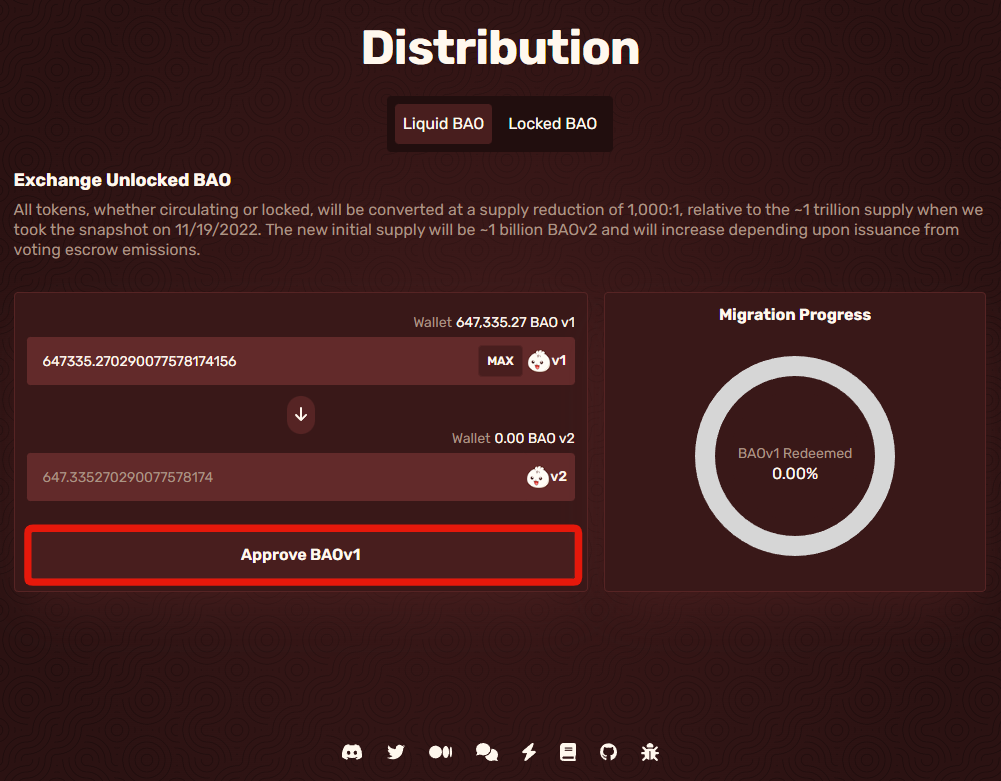 Distribution
Liquid BAO
Locked BAO
Exchange Unlocked BAO
All tokens, whether circulating or locked, will be converted at a supply reduction of 1,000:1, relative to the ~1 trillion supply when we
took the snapshot on 11/19/2022. The new initial supply will be ~1 billion BAOv2 and will increase depending upon issuance from
voting escrow emissions.
Wallet 647,335.27 BAO v1
647335.270290077578174156
MAX
v1
Wallet 0.00 BAO v2
647.335270290077578174
v2
Approve BAOv1
Migration Progress
BAOv1 Redeemed
0.00%